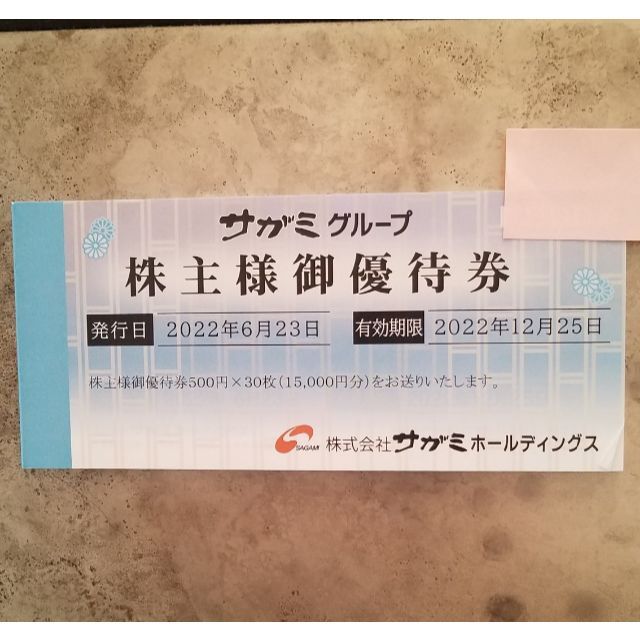 サガミグループ
株主様御優待券
発行日 2022年6月23日 有効期限 2022年12月25日
株主様御優待券500円×30枚(15,000円分)をお送りいたします。
SAGAMI 株式会社サガミホールディングス